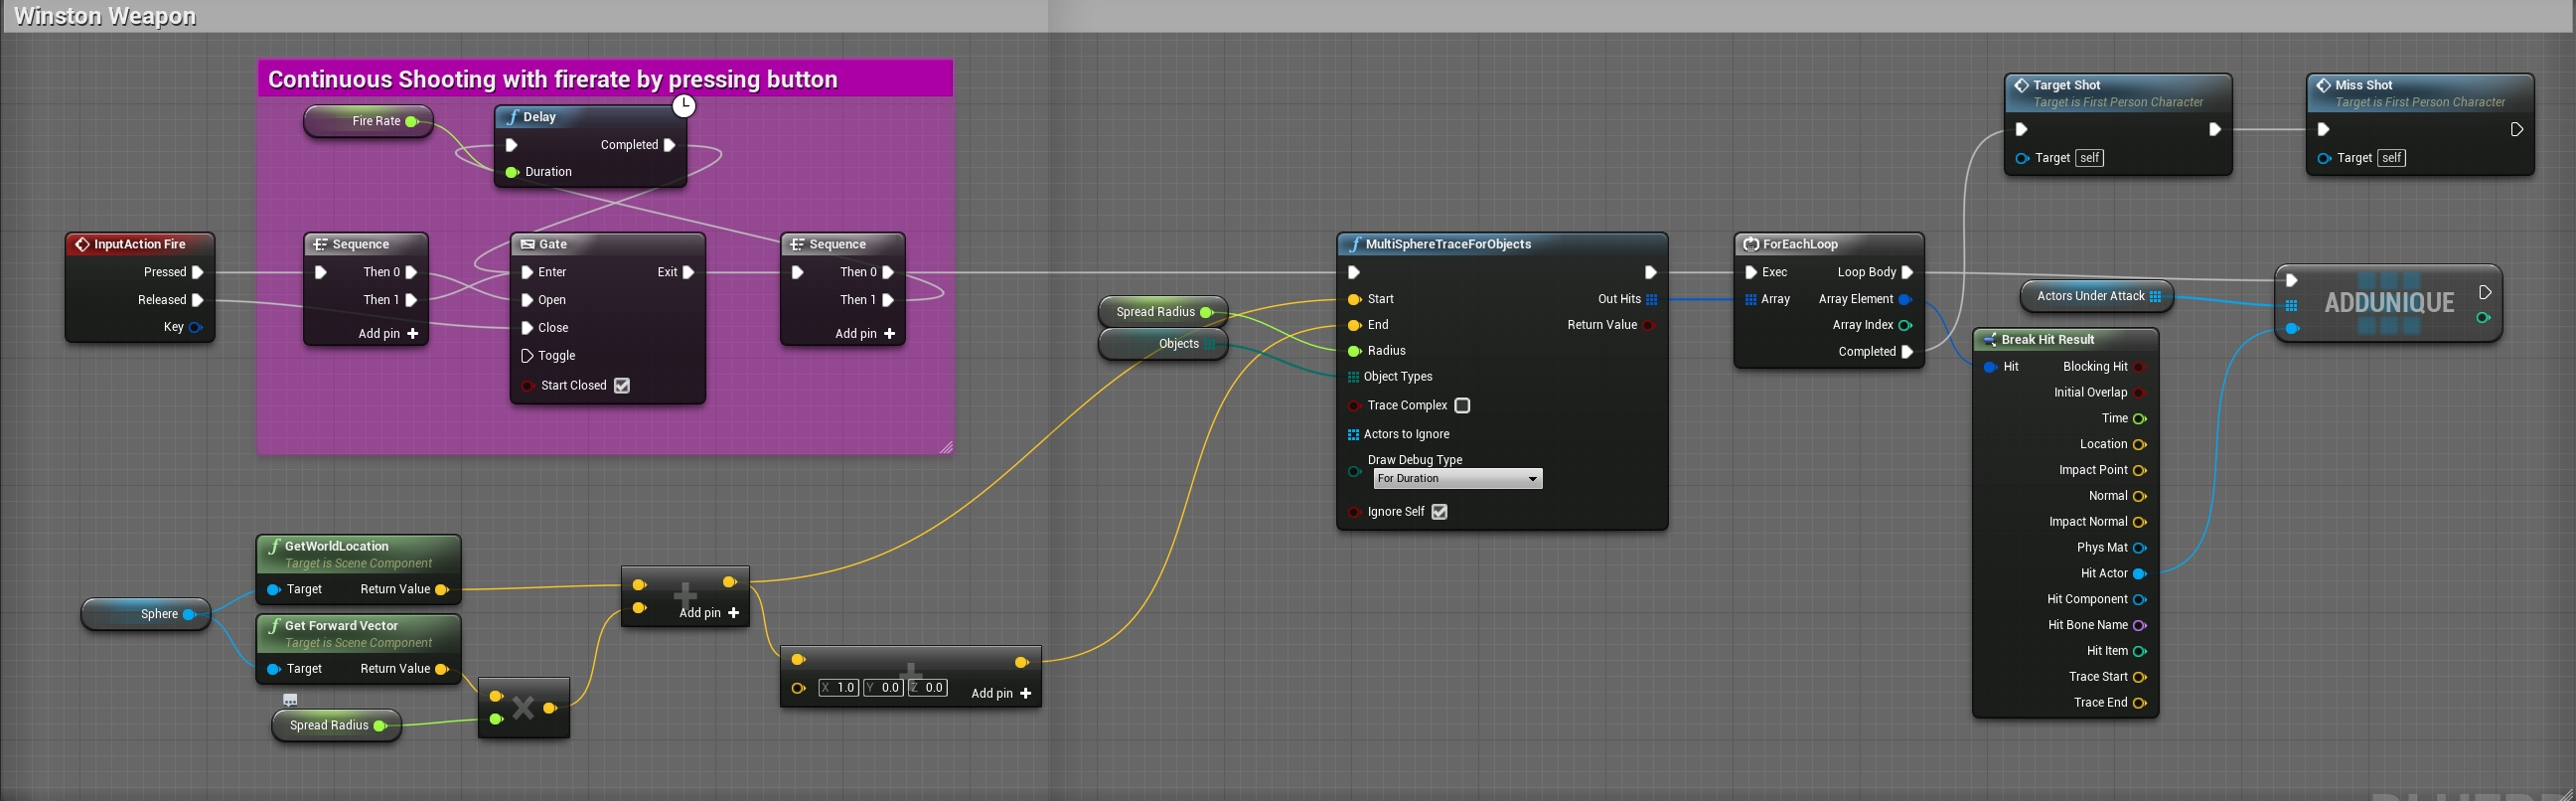 Winston Weapon
Continuous Shooting with firerate by pressing button
Fire Rate
Delay
Completed
Duration
InputAction Fire
Pressed
Released
Key
Sequence
Then 0
Then 1
Add pin +
Gate
Enter Exit
Open
Close
Toggle
Start Closed
Sequence
Then 0
Then 1
Add pin +
GetWorldLocation
Target is Scene Component
Target Return Value
Sphere
Get Forward Vector
Target is Scene Component
Target Return Value
Spread Radius
Add pin +
X 1.0 Y 0.0 Z 0.0 Add pin +
Spread Radius
Objects
MultiSphereTraceForObjects
Start Out Hits
End Return Value
Radius
Object Types
Trace Complex
Actors to Ignore
Draw Debug Type
For Duration
Ignore Self
ForEachLoop
Exec Loop Body
Array Array Element
Array Index
Completed
Target Shot
Target is First Person Character
Target self
Miss Shot
Target is First Person Character
Target self
Actors Under Attack
ADDUNIQUE
Break Hit Result
Hit Blocking Hit
Initial Overlap
Time
Location
Impact Point
Normal
Impact Normal
Phys Mat
Hit Actor
Hit Component
Hit Bone Name
Hit Item
Trace Start
Trace End